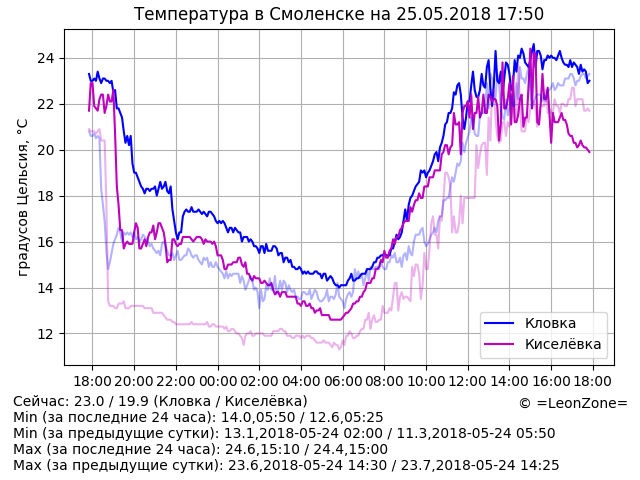 Температура в Смоленске на 25.05.2018 17:50
градусов Цельсия, °C
24
22
20
18
16
14
12
Кловка
Киселёвка
18:00 20:00 22:00 00:00 02:00 04:00 06:00 08:00 10:00 12:00 14:00 16:00 18:00
© =LeonZone=
Сейчас: 23.0 / 19.9 (Кловка / Киселёвка)
Min (за последние 24 часа): 14.0,05:50 / 12.6,05:25
Min (за предыдущие сутки): 13.1,2018-05-24 02:00 / 11.3,2018-05-24 05:50
Max (за последние 24 часа): 24.6,15:10 / 24.4,15:00
Max (за предыдущие сутки): 23.6,2018-05-24 14:30 / 23.7,2018-05-24 14:25